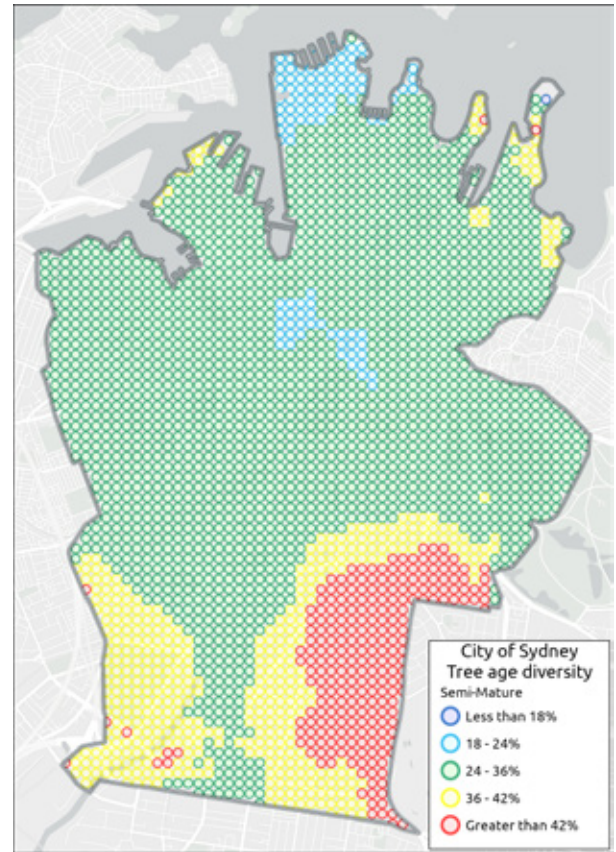 City of Sydney
Tree age diversity
Semi-Mature
Less than 18%
18 - 24%
24 - 36%
36 - 42%
Greater than 42%